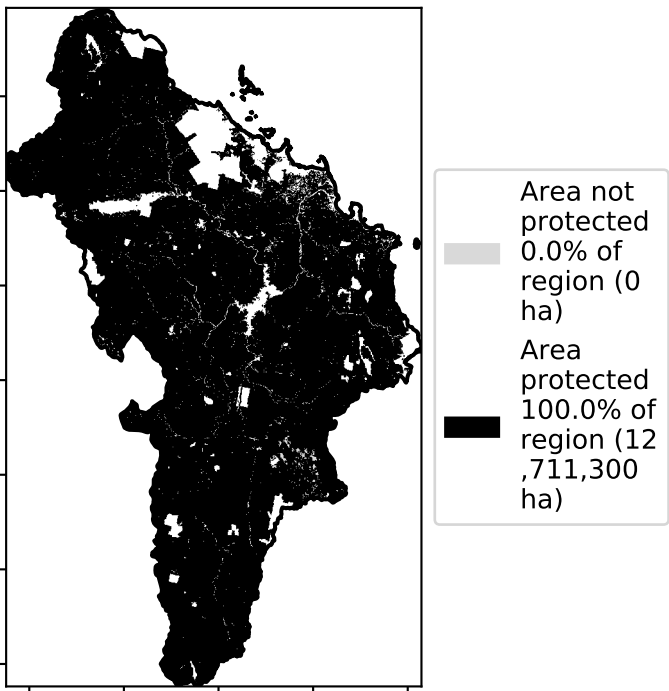 Area not
protected
0.0% of
region (0
ha)
Area
protected
100.0% of
region (12
,711,300
ha)